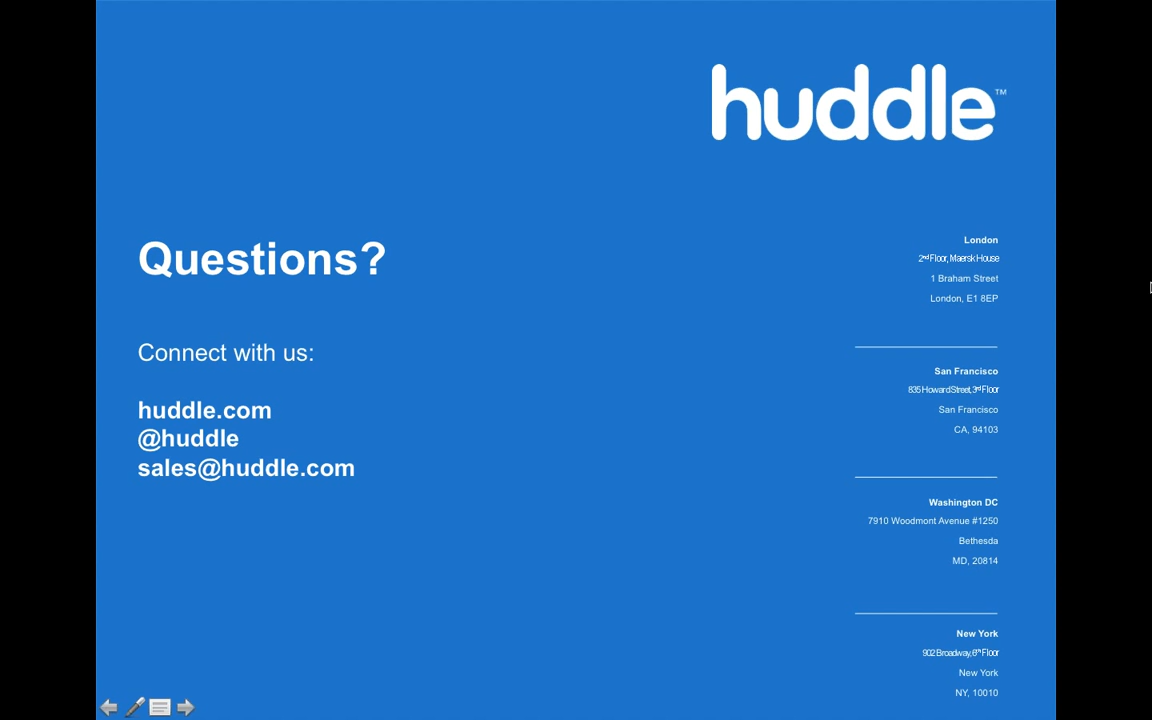 huddle™
Questions?
Connect with us:
huddle.com
@huddle
sales@huddle.com
London
2nd Floor, Maersk House
1 Braham Street
London, E1 8EP
San Francisco
835 Howard Street, 3rd Floor
San Francisco
CA, 94103
Washington DC
7910 Woodmont Avenue #1250
Bethesda
MD, 20814
New York
902 Broadway, 6th Floor
New York
NY, 10010